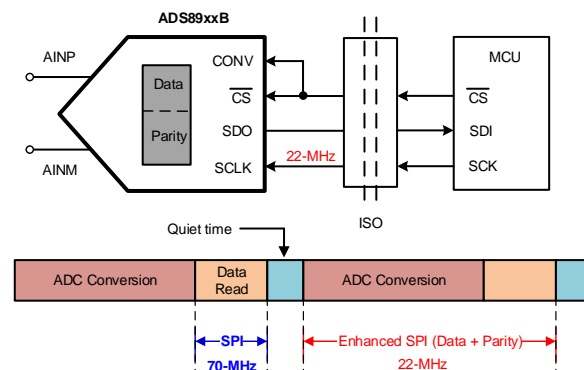 ADS89xxB
AINP
AINM
Data
Parity
CONV
CS
SDO
SCLK
22-MHz
ISO
MCU
CS
SDI
SCK
Quiet time
ADC Conversion
Data
Read
ADC Conversion
SPI
70-MHz
Enhanced SPI (Data + Parity)
22-MHz